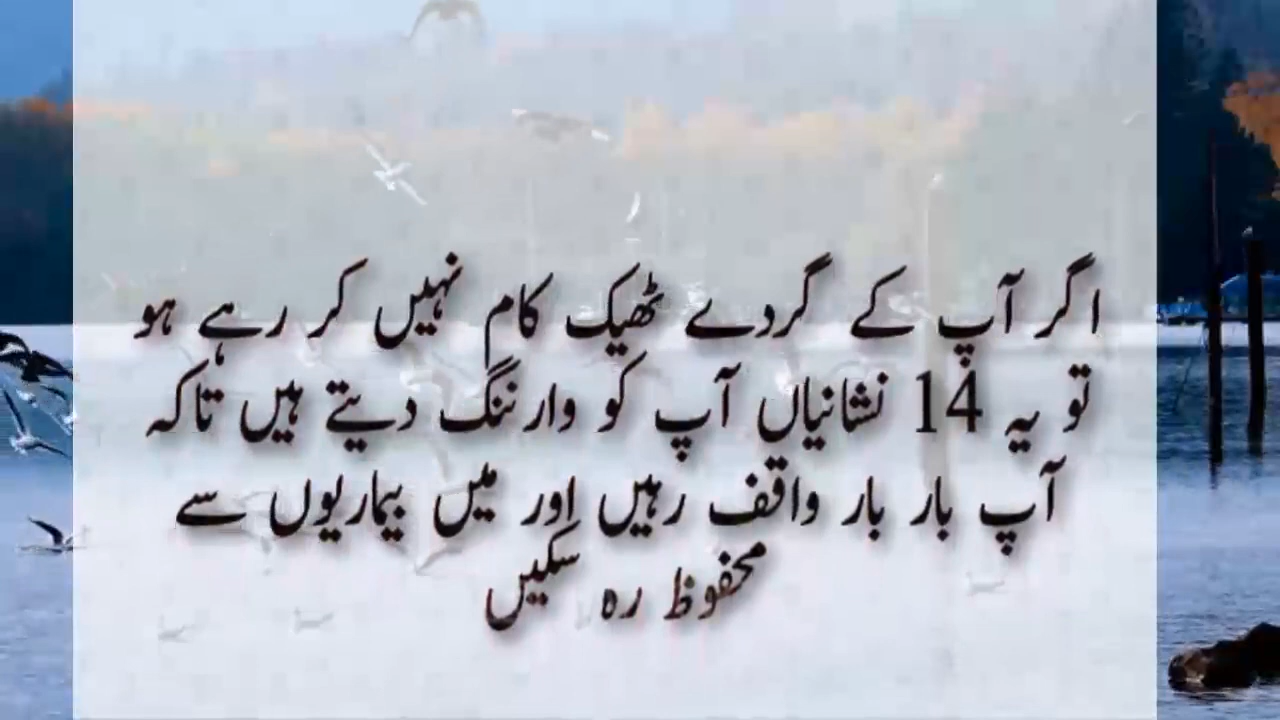 اگر آپ کے گردے ٹھیک کام نہیں کر رہے ہو
تو یہ 14 نشانیاں آپ کو وارننگ دیتے ہیں تاکہ
آپ بار بار واقف رہیں اور میں بیماریوں سے
محفوظ رہ سکیں